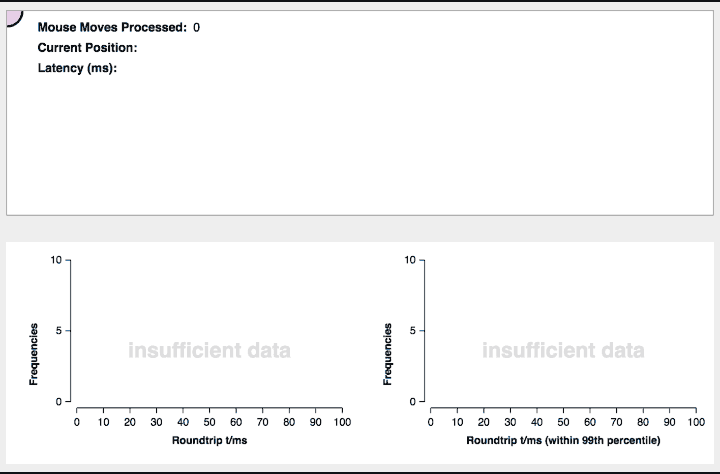 Mouse Moves Processed: 0
Current Position:
Latency (ms):
10
5
0
Frequencies
insufficient data
0 10 20 30 40 50 60 70 80 90 100
Roundtrip t/ms
10
5
0
Frequencies
insufficient data
0 10 20 30 40 50 60 70 80 90 100
Roundtrip t/ms (within 99th percentile)